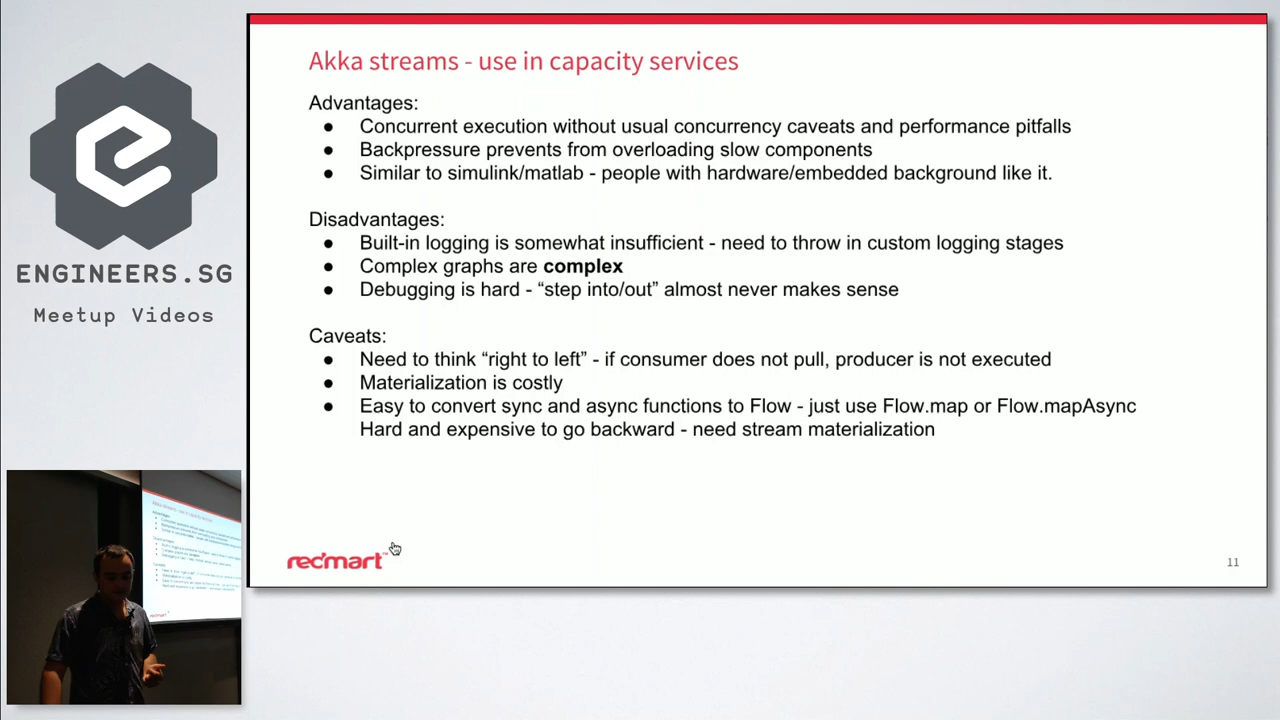 ENGINEERS.SG
Meetup Videos
Akka streams - use in capacity services
Advantages:
● Concurrent execution without usual concurrency caveats and performance pitfalls
● Backpressure prevents from overloading slow components
● Similar to simulink/matlab - people with hardware/embedded background like it.
Disadvantages:
● Built-in logging is somewhat insufficient - need to throw in custom logging stages
● Complex graphs are complex
● Debugging is hard - “step into/out” almost never makes sense
Caveats:
● Need to think “right to left” - if consumer does not pull, producer is not executed
● Materialization is costly
● Easy to convert sync and async functions to Flow - just use Flow.map or Flow.mapAsync
Hard and expensive to go backward - need stream materialization
redmart™
11